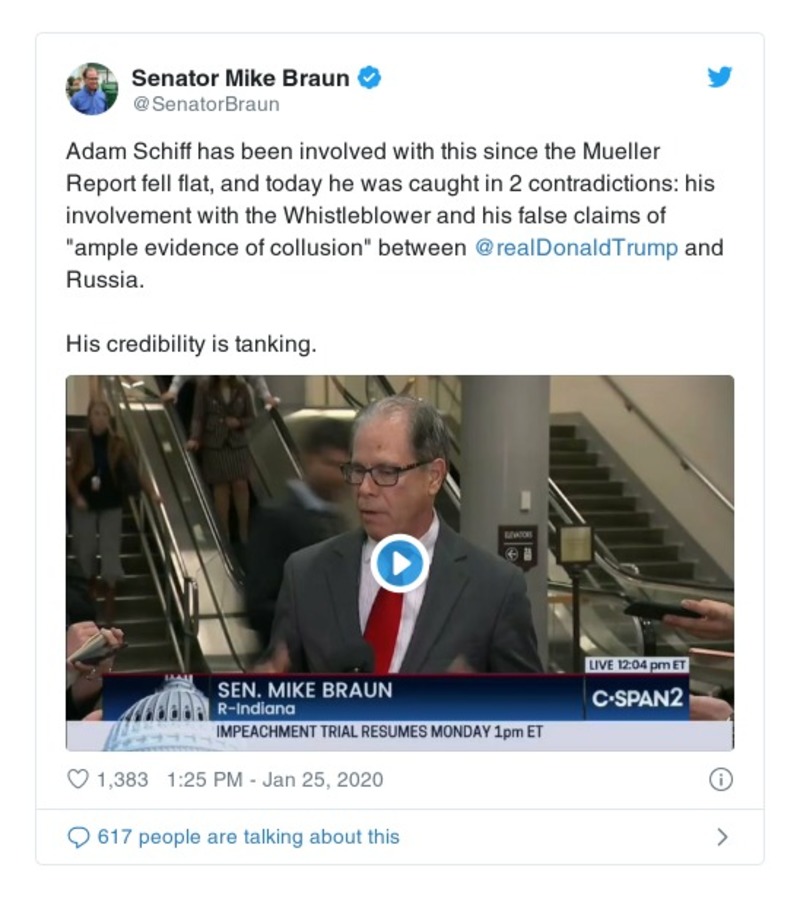 Senator Mike Braun
@SenatorBraun
Adam Schiff has been involved with this since the Mueller
Report fell flat, and today he was caught in 2 contradictions: his
involvement with the Whistleblower and his false claims of
"ample evidence of collusion" between @realDonaldTrump and
Russia.
His credibility is tanking.
ELEVATORS
LIVE 12:04 pm ET
SEN. MIKE BRAUN
R-Indiana
C-SPAN2
IMPEACHMENT TRIAL RESUMES MONDAY 1pm ET
1,383 1:25 PM - Jan 25, 2020
617 people are talking about this